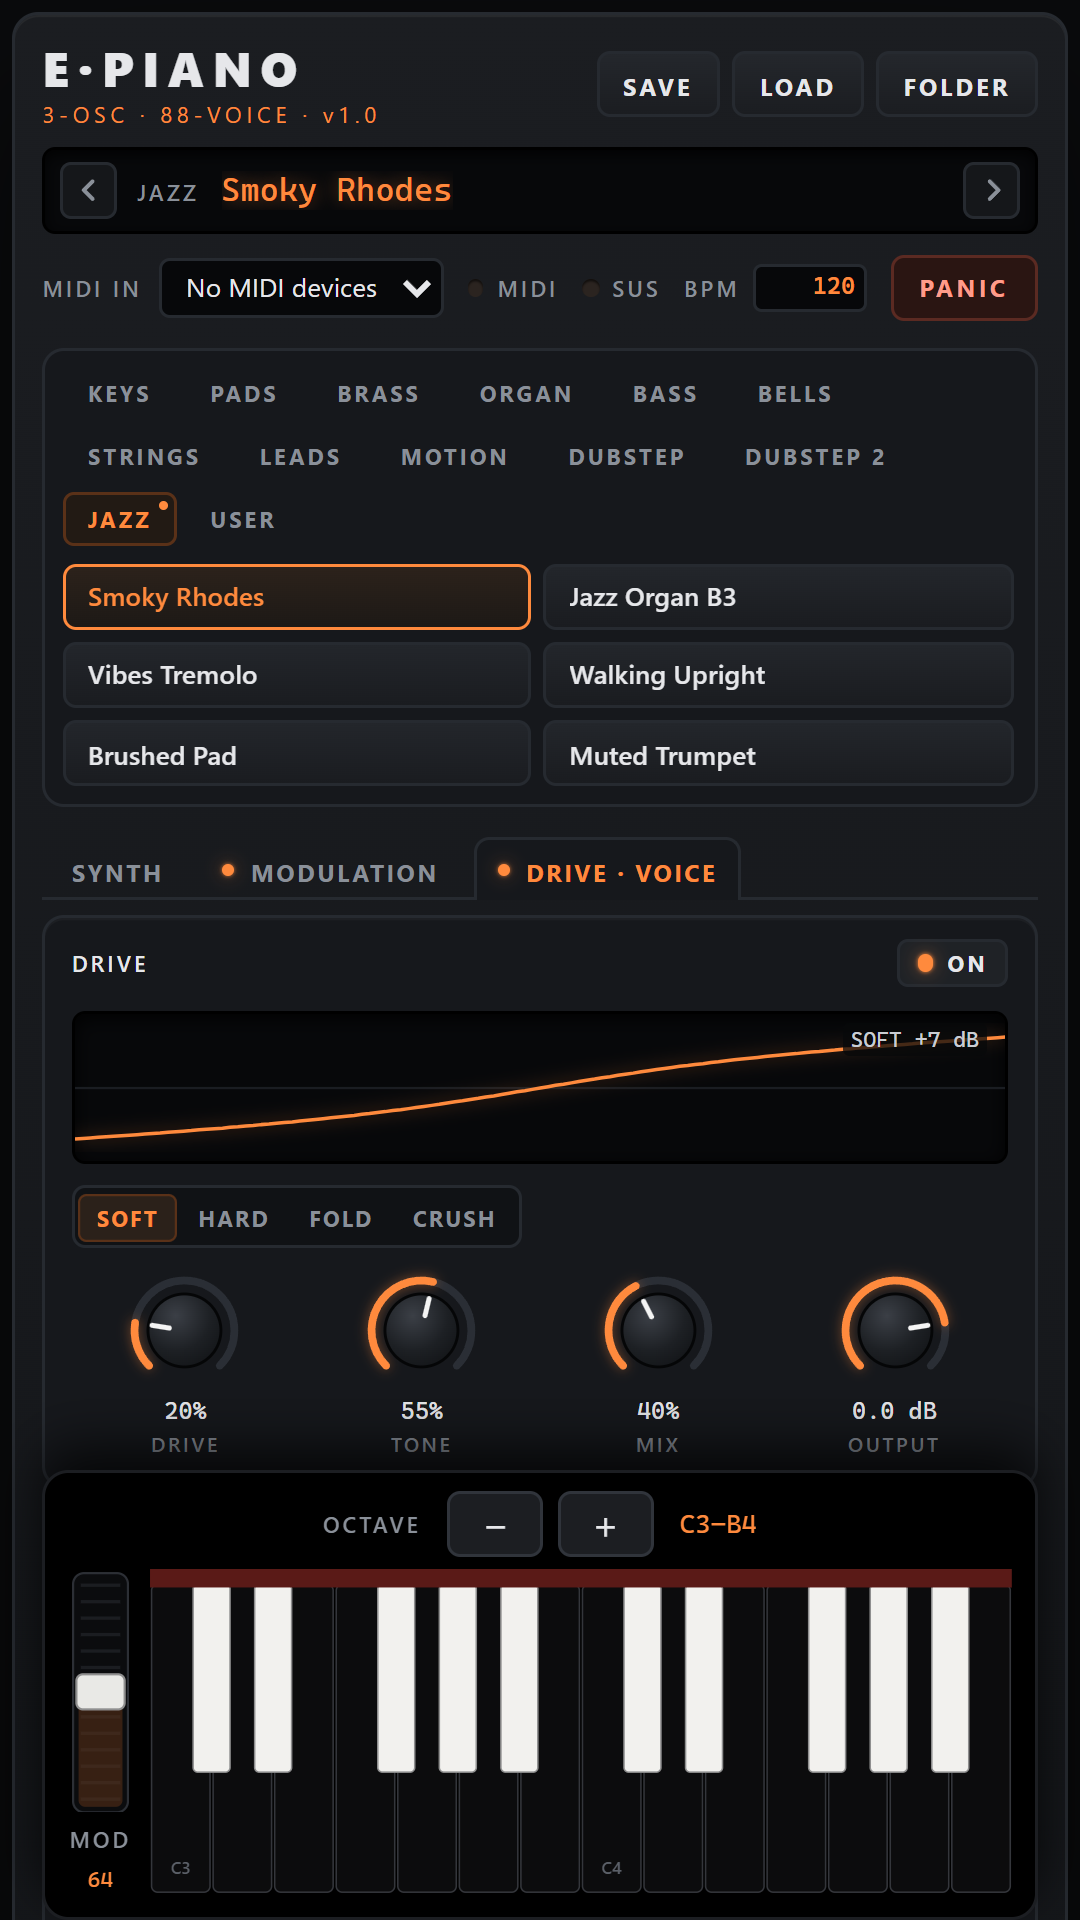 E·PIANO
3-OSC · 88-VOICE · v1.0
SAVE
LOAD
FOLDER
JAZZ Smoky Rhodes
MIDI IN
No MIDI devices
MIDI
SUS
BPM
120
PANIC
KEYS
PADS
BRASS
ORGAN
BASS
BELLS
STRINGS
LEADS
MOTION
DUBSTEP
DUBSTEP 2
JAZZ
USER
Smoky Rhodes
Jazz Organ B3
Vibes Tremolo
Walking Upright
Brushed Pad
Muted Trumpet
SYNTH
MODULATION
DRIVE · VOICE
DRIVE
ON
SOFT +7 dB
SOFT
HARD
FOLD
CRUSH
20%
55%
40%
0.0 dB
DRIVE
TONE
MIX
OUTPUT
OCTAVE
−
+
C3–B4
MOD
64
C3
C4